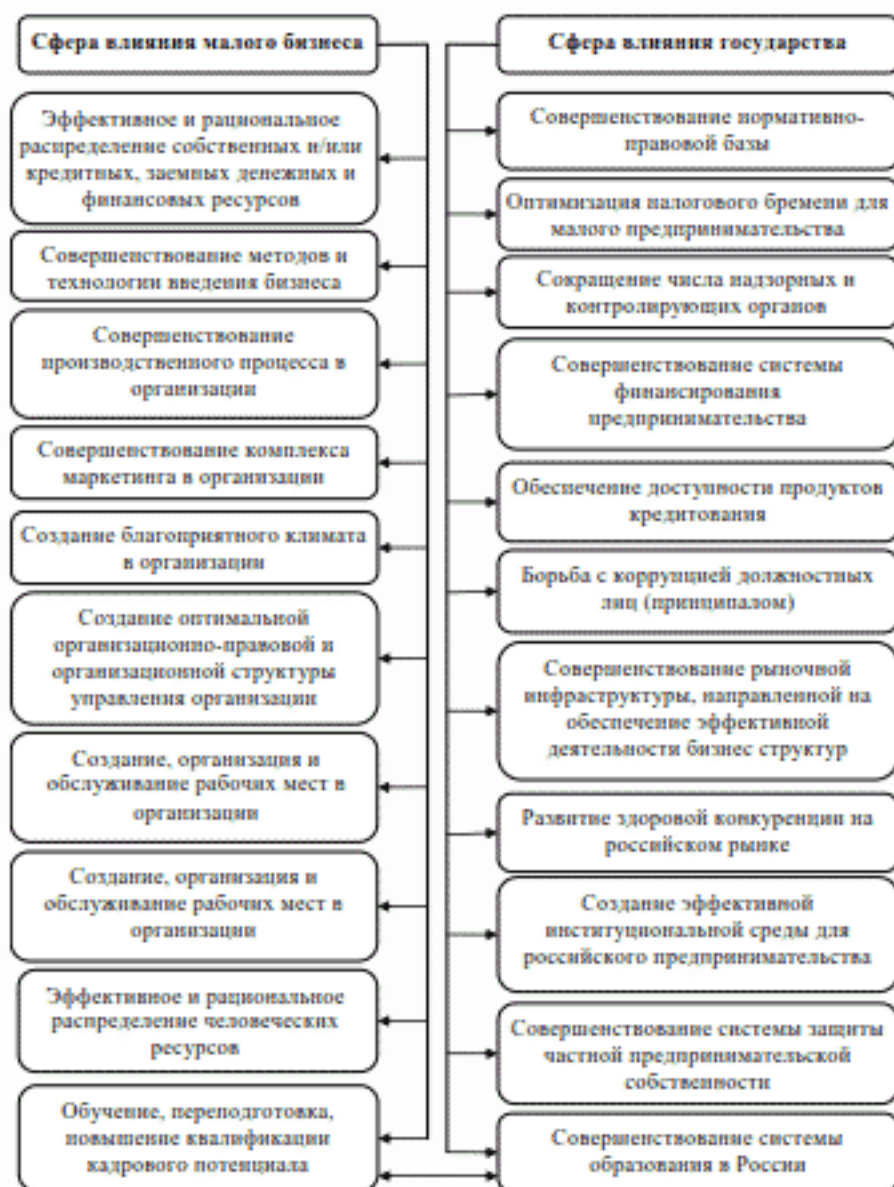 Сфера влияния малого бизнеса
Эффективное и рациональное
распределение собственных и/или
кредитных, заемных денежных и
финансовых ресурсов
Совершенствование методов и
технологии введения бизнеса
Совершенствование
производственного процесса в
организации
Совершенствование комплекса
маркетинга в организации
Создание благоприятного климата
в организации
Создание оптимальной
организационно-правовой и
организационной структуры
управления организации
Создание, организация и
обслуживание рабочих мест в
организации
Создание, организация и
обслуживание рабочих мест в
организации
Эффективное и рациональное
распределение человеческих
ресурсов
Обучение, переподготовка,
повышение квалификации
кадрового потенциала
Сфера влияния государства
Совершенствование нормативно-
правовой базы
Оптимизация налогового бремени для
малого предпринимательства
Сокращение числа надзорных и
контролирующих органов
Совершенствование системы
финансирования
предпринимательства
Обеспечение доступности продуктов
кредитования
Борьба с коррупцией должностных
лиц (принципалом)
Совершенствование рыночной
инфраструктуры, направленной на
обеспечение эффективной
деятельности бизнес структур
Развитие здоровой конкуренции на
российском рынке
Создание эффективной
институциональной среды для
российского предпринимательства
Совершенствование системы защиты
частной предпринимательской
собственности
Совершенствование системы
образования в России